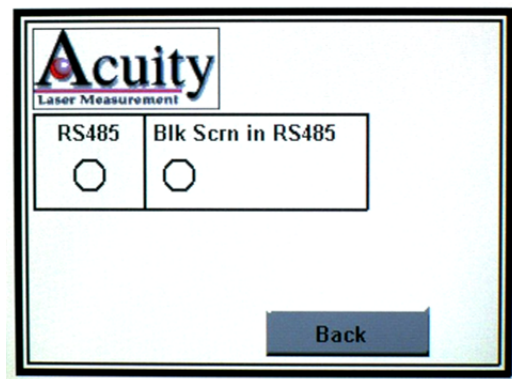 Acuity
Laser Measurement
RS485
Blk Scrn in RS485
Back